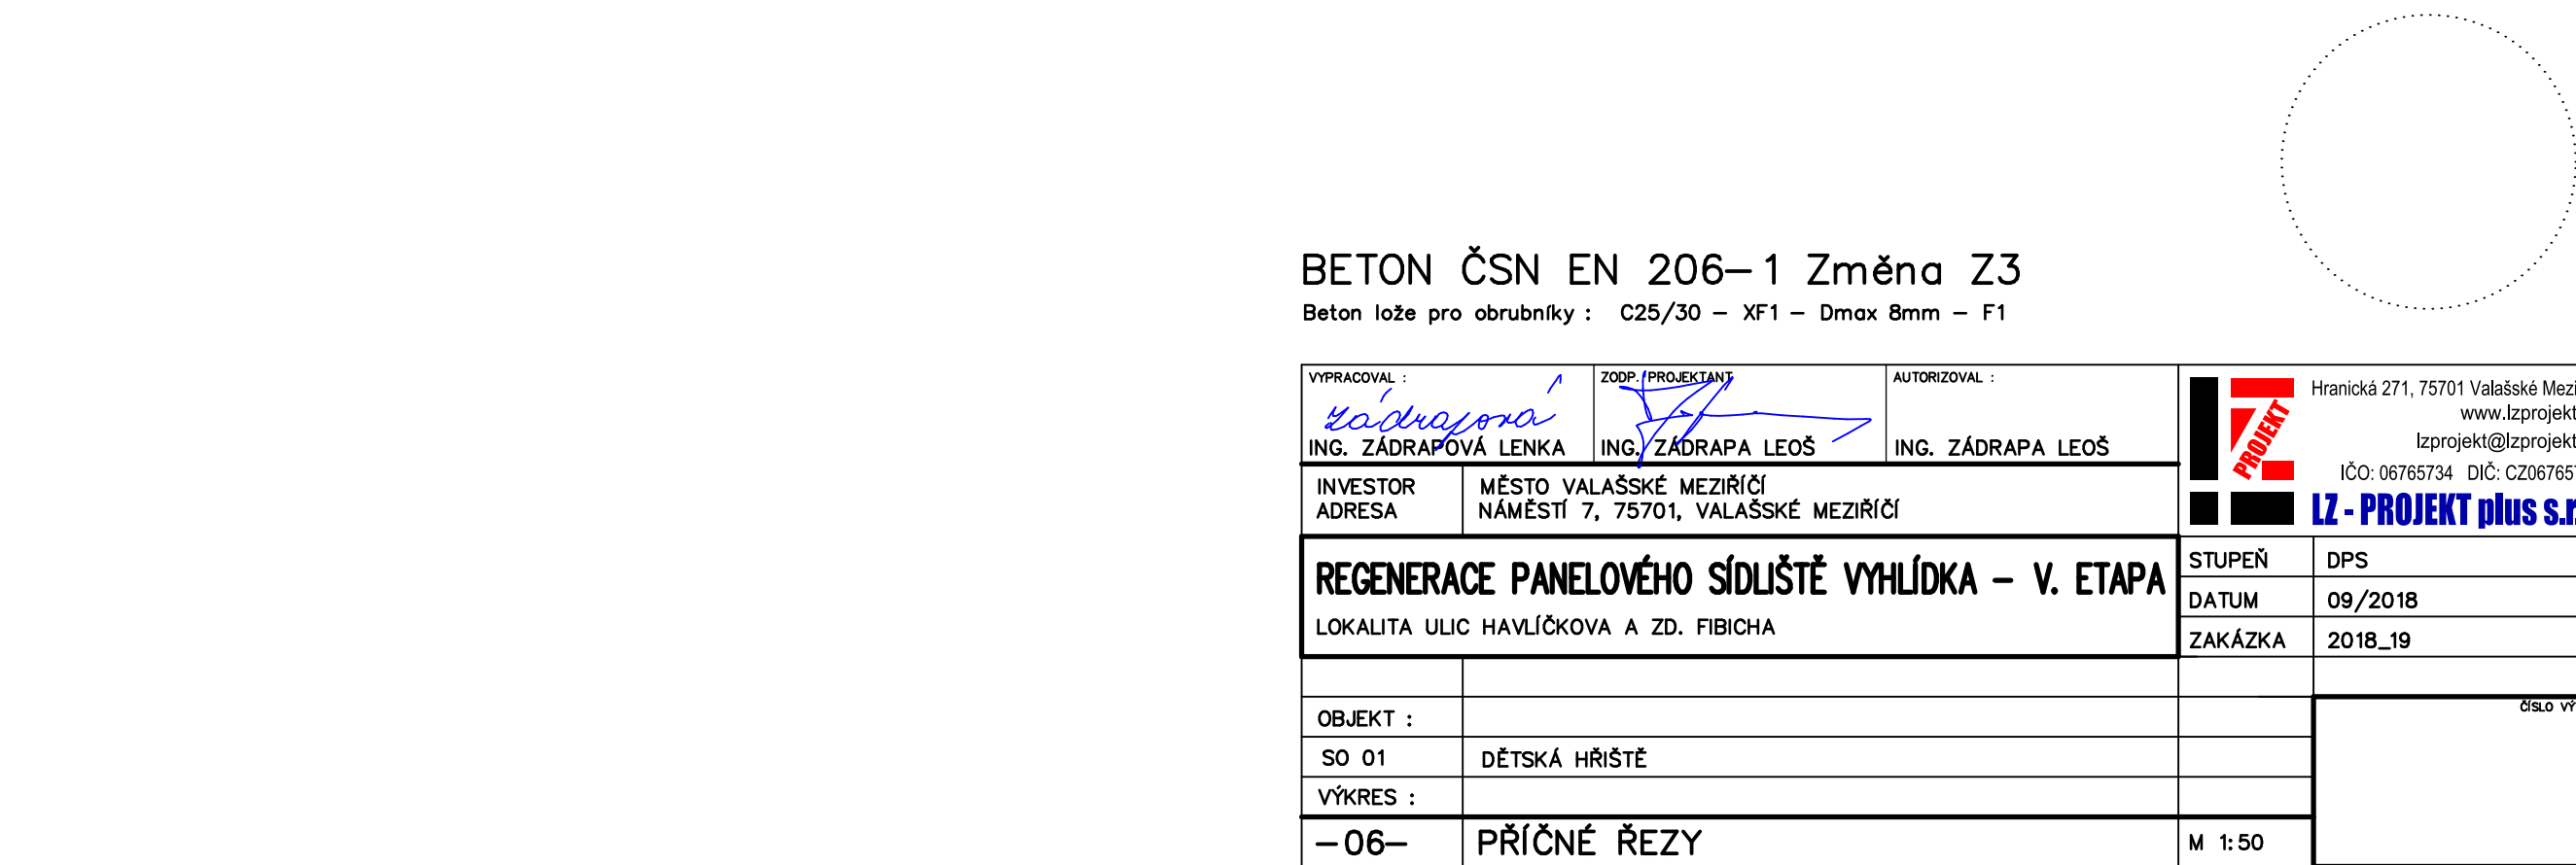 BETON ČSN EN 206-1 Změna Z3
Beton lože pro obrubníky : C25/30 - XF1 - Dmax 8mm - F1
VYPRACOVAL :
Zádrapová
ING. ZÁDRAPOVÁ LENKA
ZODP. PROJEKTANT
ING. ZÁDRAPA LEOŠ
AUTORIZOVAL :
ING. ZÁDRAPA LEOŠ
PROJEKT
Hranická 271, 75701 Valašské Mezi
www.lzprojekt
lzprojekt@lzprojekt
IČO: 06765734 DIČ: CZ06765
LZ - PROJEKT plus s.r
INVESTOR MĚSTO VALAŠSKÉ MEZIŘÍČÍ
ADRESA NÁMĚSTÍ 7, 75701, VALAŠSKÉ MEZIŘÍČÍ
REGENERACE PANELOVÉHO SÍDLIŠTĚ VYHLÍDKA - V. ETAPA
LOKALITA ULIC HAVLÍČKOVA A ZD. FIBICHA
STUPEŇ DPS
DATUM 09/2018
ZAKÁZKA 2018_19
ČÍSLO VÝ
OBJEKT :
SO 01 DĚTSKÁ HŘIŠTĚ
VÝKRES :
-06- PŘÍČNÉ ŘEZY M 1:50